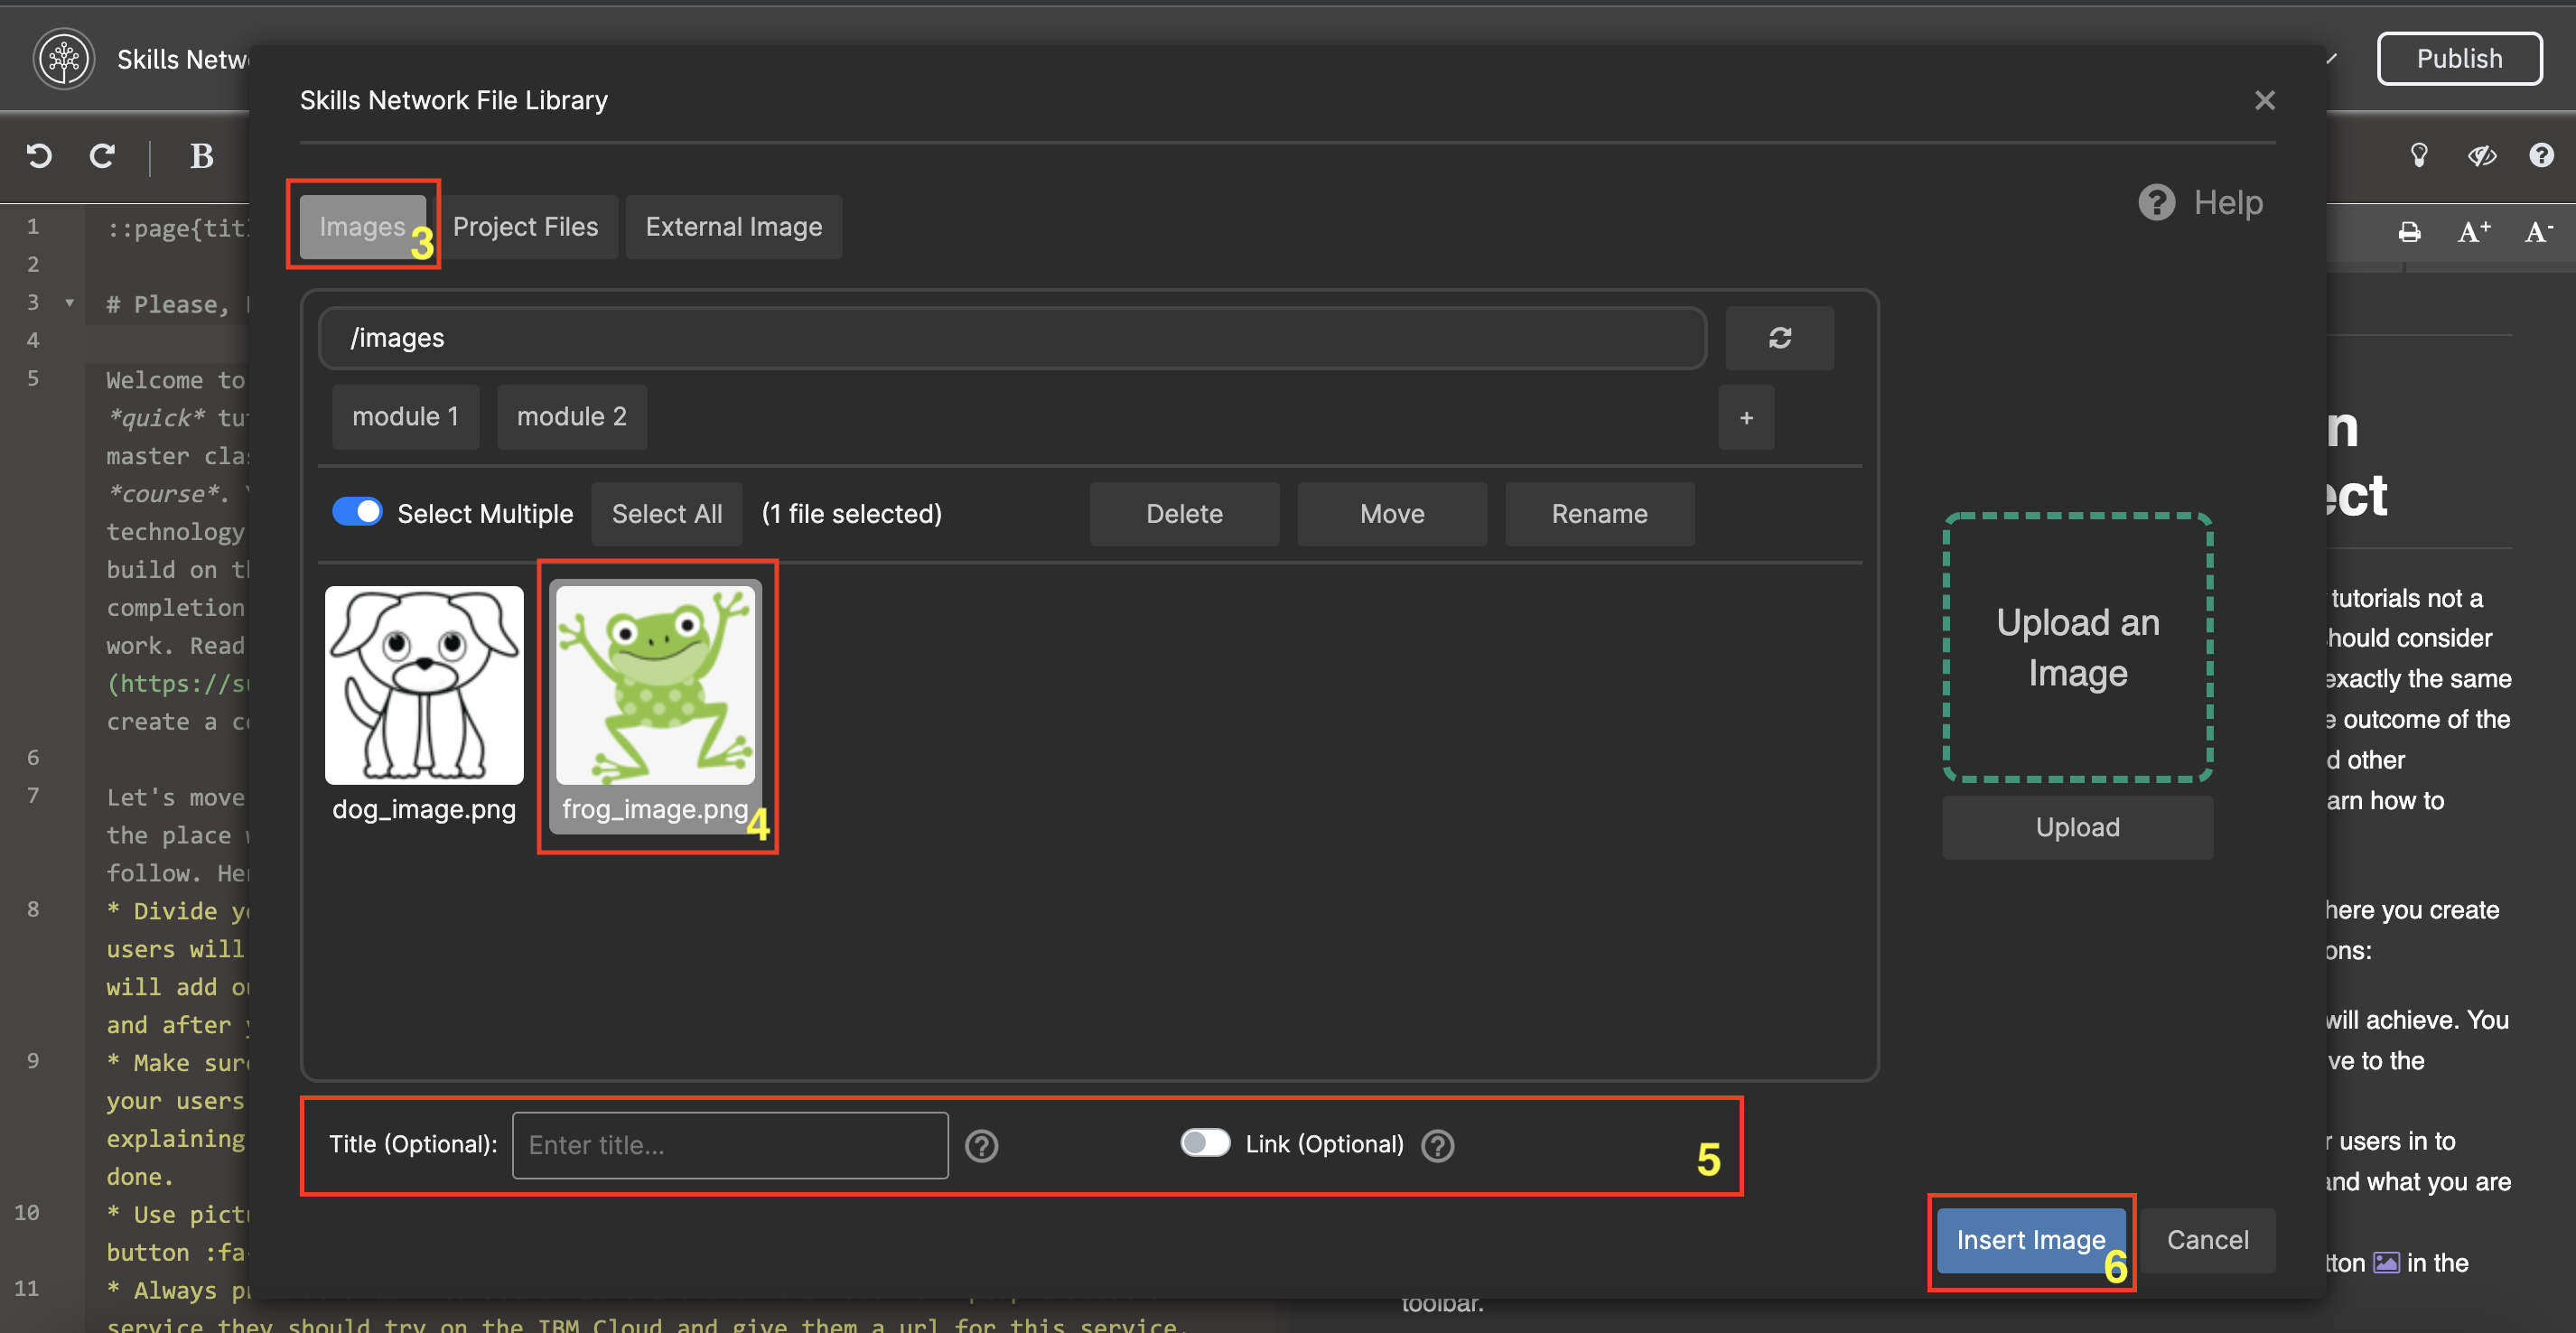 Skills Netw
Publish
Skills Network File Library
B
Images
3
Project Files
External Image
Help
A+
A-
/images
module 1
module 2
+
Select Multiple
Select All
(1 file selected)
Delete
Move
Rename
dog_image.png
frog_image.png
4
Upload an
Image
Upload
Title (Optional):
Enter title...
Link (Optional)
5
Insert Image
6
Cancel
1 ::page{tit
2
3 # Please,
4
5 Welcome to
*quick* tu
master cla
*course*.
technology
build on t
completion
work. Read
(https://s
create a c
6
7 Let's move
the place
follow. He
8 * Divide y
users will
will add o
and after
9 * Make sur
your users
explaining
done.
10 * Use pict
button :fa
11 * Always p
service they should try on the IBM Cloud and give them a url for this service.
n
ect
tutorials not a
should consider
exactly the same
e outcome of the
d other
arn how to
here you create
ons:
will achieve. You
ve to the
r users in to
and what you are
tton in the
toolbar.